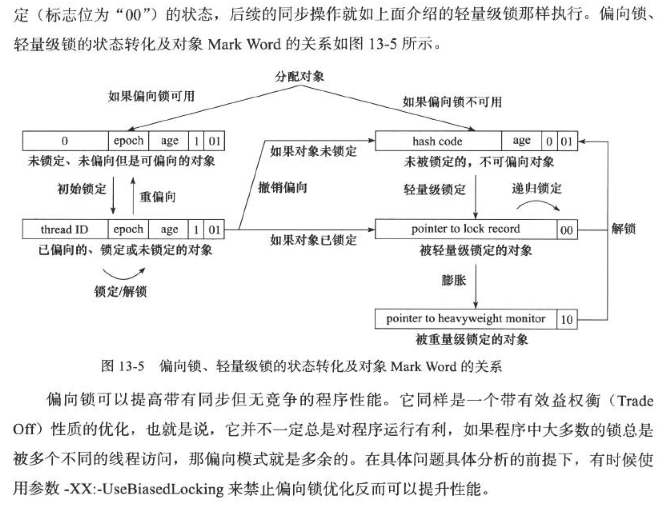 定（标志位为“00”）的状态，后续的同步操作就如上面介绍的轻量级锁那样执行。偏向锁、
轻量级锁的状态转化及对象 Mark Word 的关系如图 13-5 所示。
分配对象
如果偏向锁可用
如果偏向锁不可用
0 epoch age 1 01
未锁定、未偏向但是可偏向的对象
hash code age 0 01
未被锁定的，不可偏向对象
如果对象未锁定
初始锁定
重偏向
撤销偏向
轻量级锁定
递归锁定
thread ID epoch age 1 01
已偏向的、锁定或未锁定的对象
如果对象已锁定
pointer to lock record 00
被轻量级锁定的对象
解锁
锁定/解锁
膨胀
pointer to heavyweight monitor 10
被重量级锁定的对象
图 13-5 偏向锁、轻量级锁的状态转化及对象 Mark Word 的关系
偏向锁可以提高带有同步但无竞争的程序性能。它同样是一个带有效益权衡（Trade
Off）性质的优化，也就是说，它并不一定总是对程序运行有利，如果程序中大多数的锁总是
被多个不同的线程访问，那偏向模式就是多余的。在具体问题具体分析的前提下，有时候使
用参数 -XX:-UseBiasedLocking 来禁止偏向锁优化反而可以提升性能。